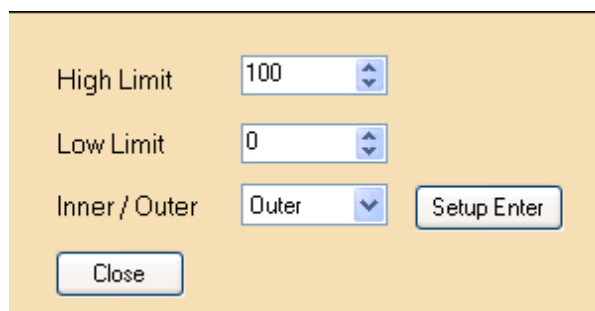 High Limit 100
Low Limit 0
Inner / Outer Outer Setup Enter
Close